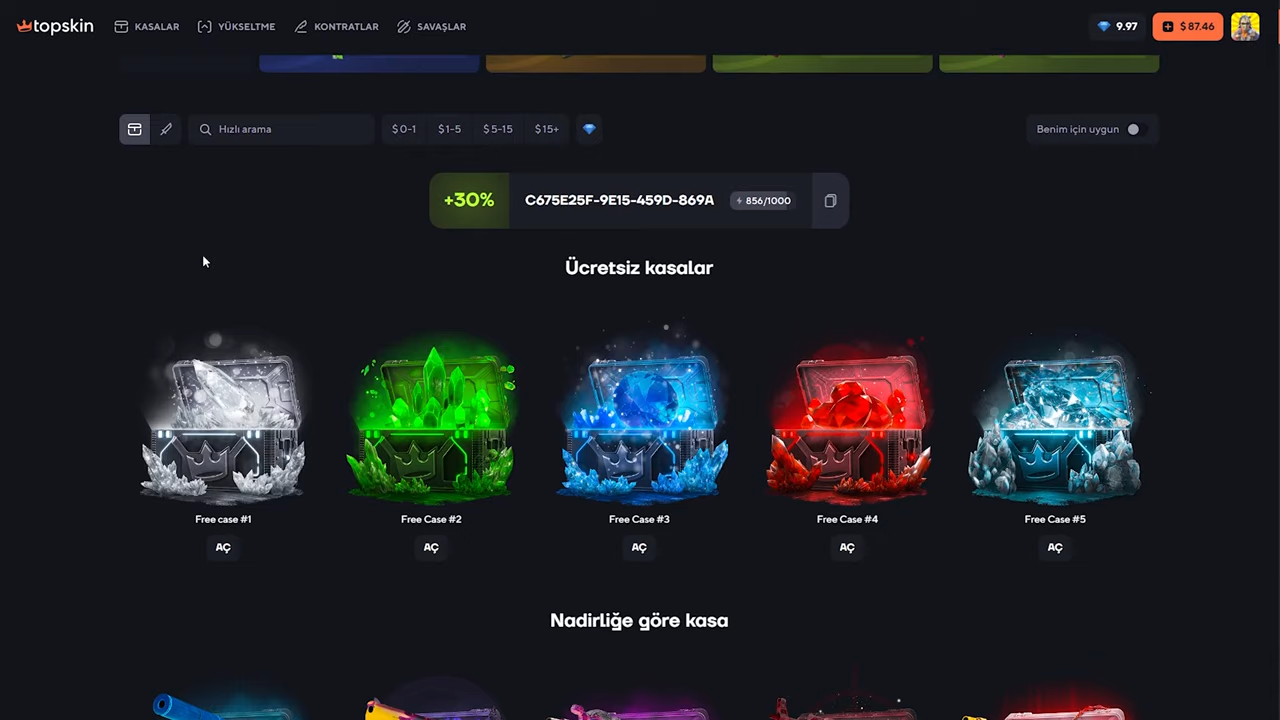 topskin
KASALAR
YÜKSELTME
KONTRATLAR
SAVAŞLAR
9.97
$ 87.46
Hızlı arama
$ 0-1
$ 1-5
$ 5-15
$ 15+
Benim için uygun
+30%
C675E25F-9E15-459D-869A
856/1000
Ücretsiz kasalar
Free case #1
Free Case #2
Free Case #3
Free Case #4
Free Case #5
AÇ
AÇ
AÇ
AÇ
AÇ
Nadirliğe göre kasa